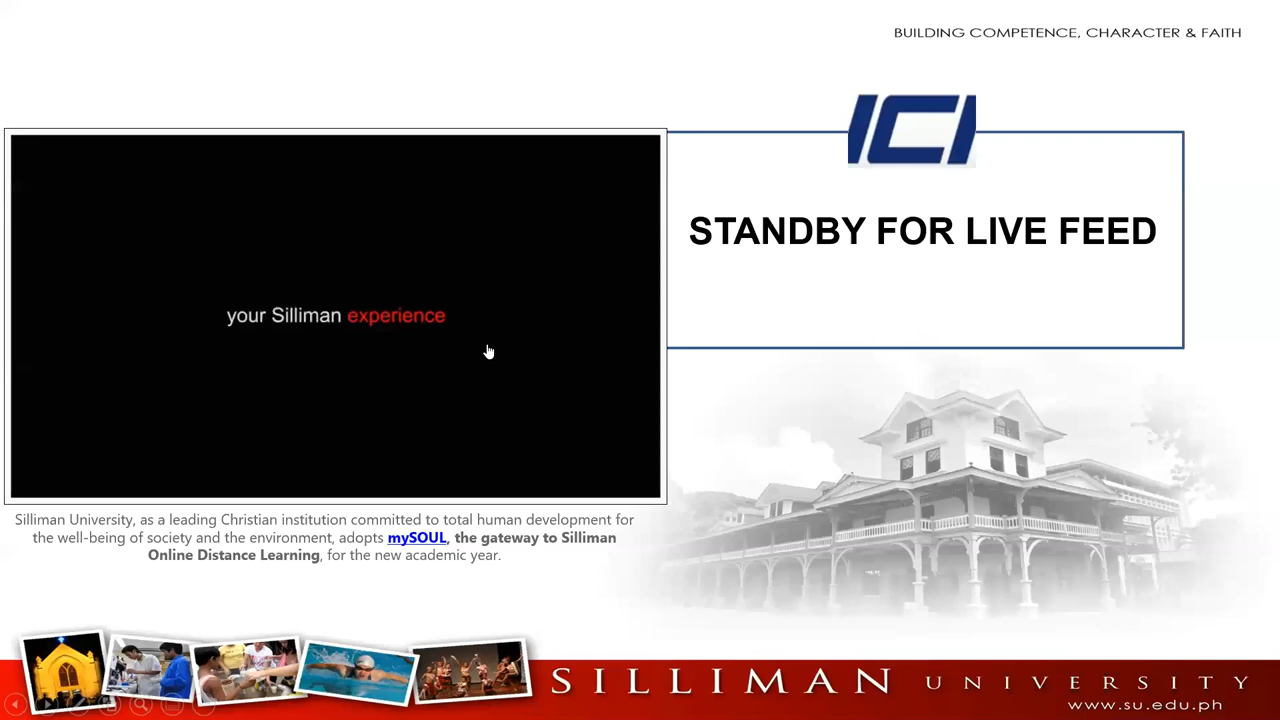 BUILDING COMPETENCE, CHARACTER & FAITH
ICI
STANDBY FOR LIVE FEED
your Silliman experience
Silliman University, as a leading Christian institution committed to total human development for
the well-being of society and the environment, adopts mySOUL, the gateway to Silliman
Online Distance Learning, for the new academic year.
SILLIMAN UNIVERSITY
www.su.edu.ph